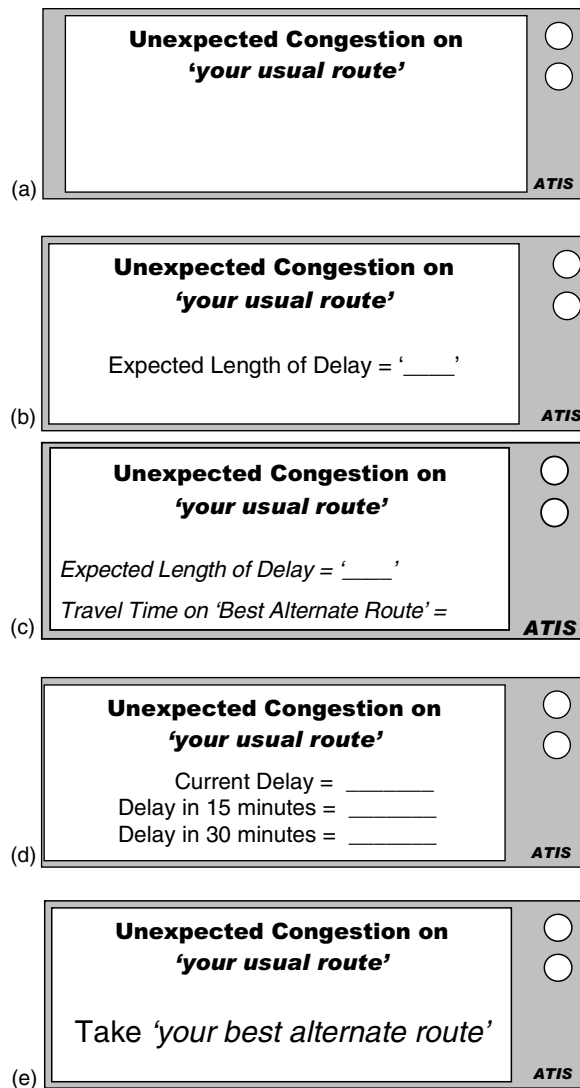 Unexpected Congestion on
‘your usual route’
(a)
ATIS
Unexpected Congestion on
‘your usual route’
Expected Length of Delay = ‘____’
(b)
ATIS
Unexpected Congestion on
‘your usual route’
Expected Length of Delay = ‘____’
Travel Time on ‘Best Alternate Route’ =
(c)
ATIS
Unexpected Congestion on
‘your usual route’
Current Delay = _______
Delay in 15 minutes = _______
Delay in 30 minutes = _______
(d)
ATIS
Unexpected Congestion on
‘your usual route’
Take ‘your best alternate route’
(e)
ATIS